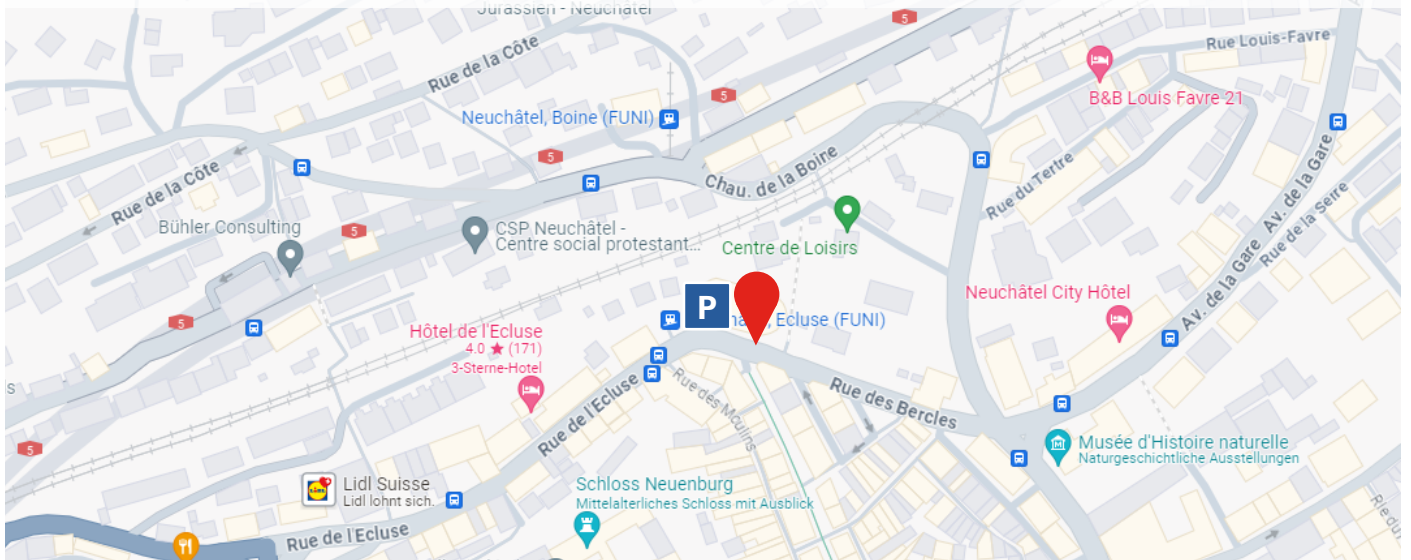 Jurassien - Neuchâtel
5
Rue Louis-Favre
Rue de la Côte
B&B Louis Favre 21
5
Neuchâtel, Boine (FUNI)
5
Chau. de la Boine
Rue du Tertre
Av. de la Gare
Rue de la Serre
Rue de la Côte
Bühler Consulting
5
CSP Neuchâtel -
Centre social protestant...
Centre de Loisirs
Neuchâtel City Hôtel
Av. de la Gare
P
Ecluse (FUNI)
5
Hôtel de l'Ecluse
4.0 ★ (171)
3-Sterne-Hotel
Rue des Moulins
Rue de l'Ecluse
Rue des Bercles
5
Musée d'Histoire naturelle
Naturgeschichtliche Ausstellungen
Lidl Suisse
Lidl lohnt sich.
Schloss Neuenburg
Mittelalterliches Schloss mit Ausblick
Rue de l'Ecluse